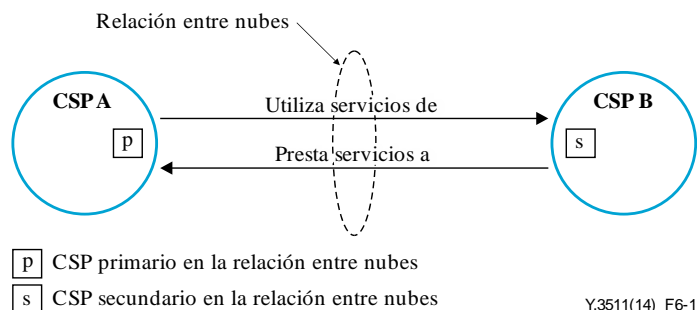 Relación entre nubes
CSP A
CSP B
Utiliza servicios de
p
s
Presta servicios a
p CSP primario en la relación entre nubes
s CSP secundario en la relación entre nubes
Y.3511(14)_F6-1